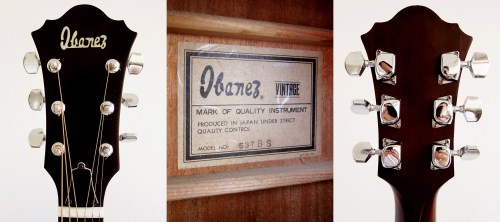 Ibanez
Ibanez. VINTAGE
MARK OF QUALITY INSTRUMENT
PRODUCED IN JAPAN UNDER STRICT
QUALITY CONTROL
MODEL NO.